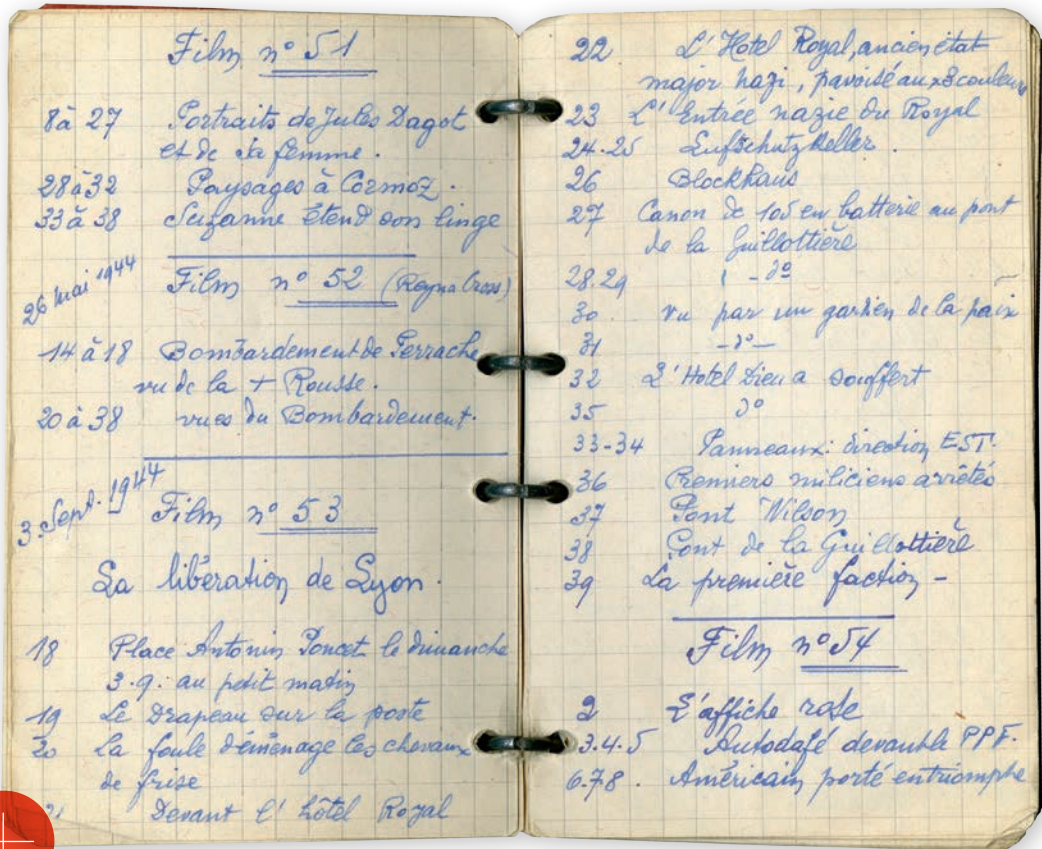 Film n° 51
8 à 27 Portraits de Jules Dagot
et de sa femme.
28 à 32 Paysages à Cormoz.
33 à 38 Suzanne étend son linge
26 mai 1944
Film n° 52
14 à 18 Bombardement de Perrache
vu de la + Rousse.
20 à 38 vues du Bombardement.
3. Sept. 1944
Film n° 53
La libération de Lyon.
18 Place Antonin Poncet le dimanche
3.9. au petit matin
19 Le Drapeau sur la poste
20 La foule déménage les chevaux
de frise
21 Devant l'hôtel Royal
22 L'Hotel Royal, ancien état
major nazi, pavoisé aux 3 couleurs
23 L'Entrée nazie du Royal
24.25 Luftschutzkeller.
26 Blockhaus
27 Canon de 105 en batterie au pont
de la Guillottière
28.29 - d° -
30 vu par un gardien de la paix
31 - d° -
32 L'Hotel Dieu a souffert
35 d°
33-34 Panneaux: direction EST.
36 Premiers miliciens arrêtés
37 Pont Wilson
38 Pont de la Guillottière
39 La première faction -
Film n° 54
2 L'affiche rose
3.4.5 Autodafé devant le PPF.
6.7.8. Américain porté en triomphe